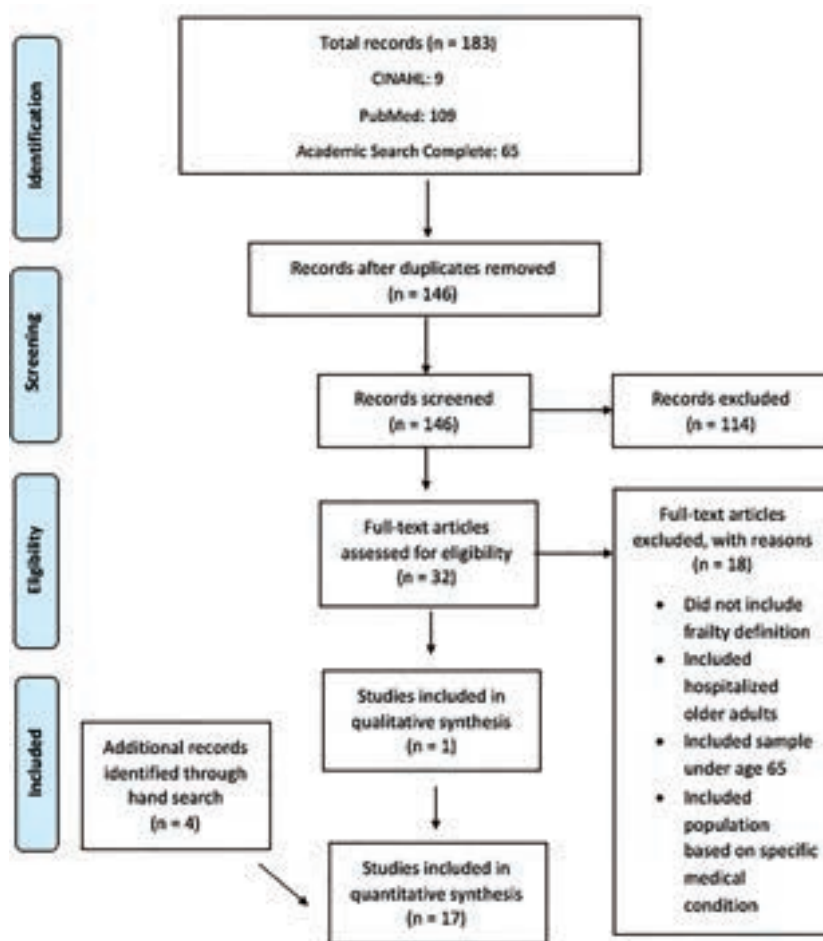 Identification
Total records (n = 183)
CINAHL: 9
PubMed: 109
Academic Search Complete: 65
Screening
Records after duplicates removed
(n = 146)
Records screened
(n = 146)
Records excluded
(n = 114)
Eligibility
Full-text articles
assessed for eligibility
(n = 32)
Full-text articles
excluded, with reasons
(n = 18)
• Did not include
frailty definition
• Included
hospitalized
older adults
• Included sample
under age 65
• Included
population
based on specific
medical
condition
Included
Studies included in
qualitative synthesis
(n = 1)
Additional records
identified through
hand search
(n = 4)
Studies included in
quantitative synthesis
(n = 17)